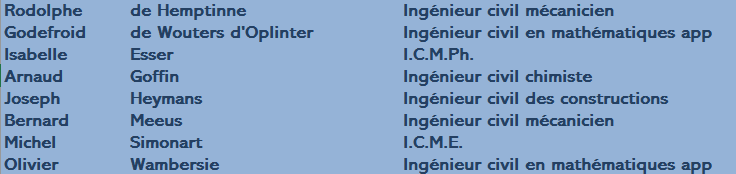 Rodolphe de Hemptinne Ingénieur civil mécanicien
Godefroid de Wouters d'Oplinter Ingénieur civil en mathématiques app
Isabelle Esser I.C.M.Ph.
Arnaud Goffin Ingénieur civil chimiste
Joseph Heymans Ingénieur civil des constructions
Bernard Meeus Ingénieur civil mécanicien
Michel Simonart I.C.M.E.
Olivier Wambersie Ingénieur civil en mathématiques app